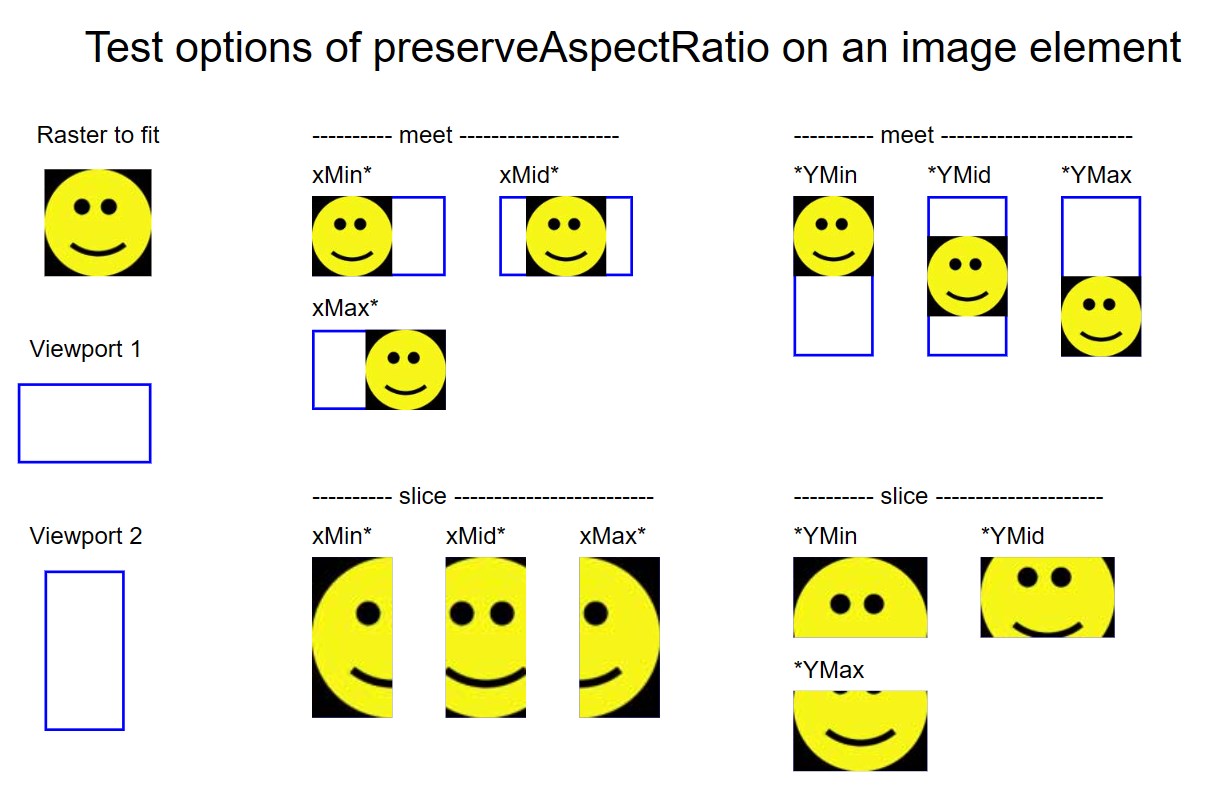 Test options of preserveAspectRatio on an image element
Raster to fit
---------- meet --------------------
---------- meet ------------------------
xMin*
xMid*
*YMin
*YMid
*YMax
xMax*
Viewport 1
---------- slice -------------------------
---------- slice ---------------------
Viewport 2
xMin*
xMid*
xMax*
*YMin
*YMid
*YMax